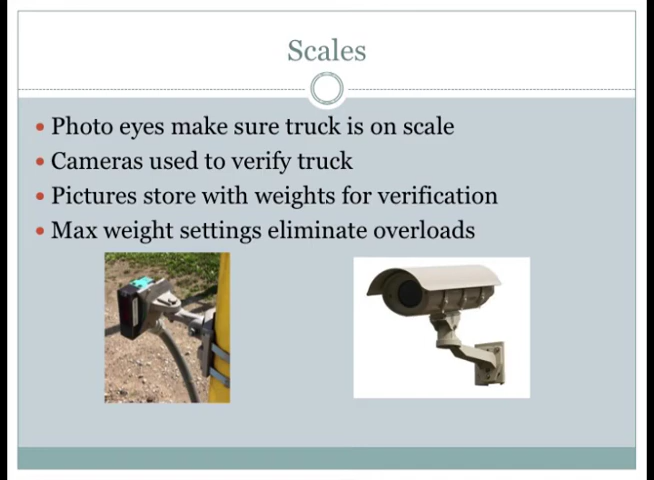 Scales
Photo eyes make sure truck is on scale
Cameras used to verify truck
Pictures store with weights for verification
Max weight settings eliminate overloads